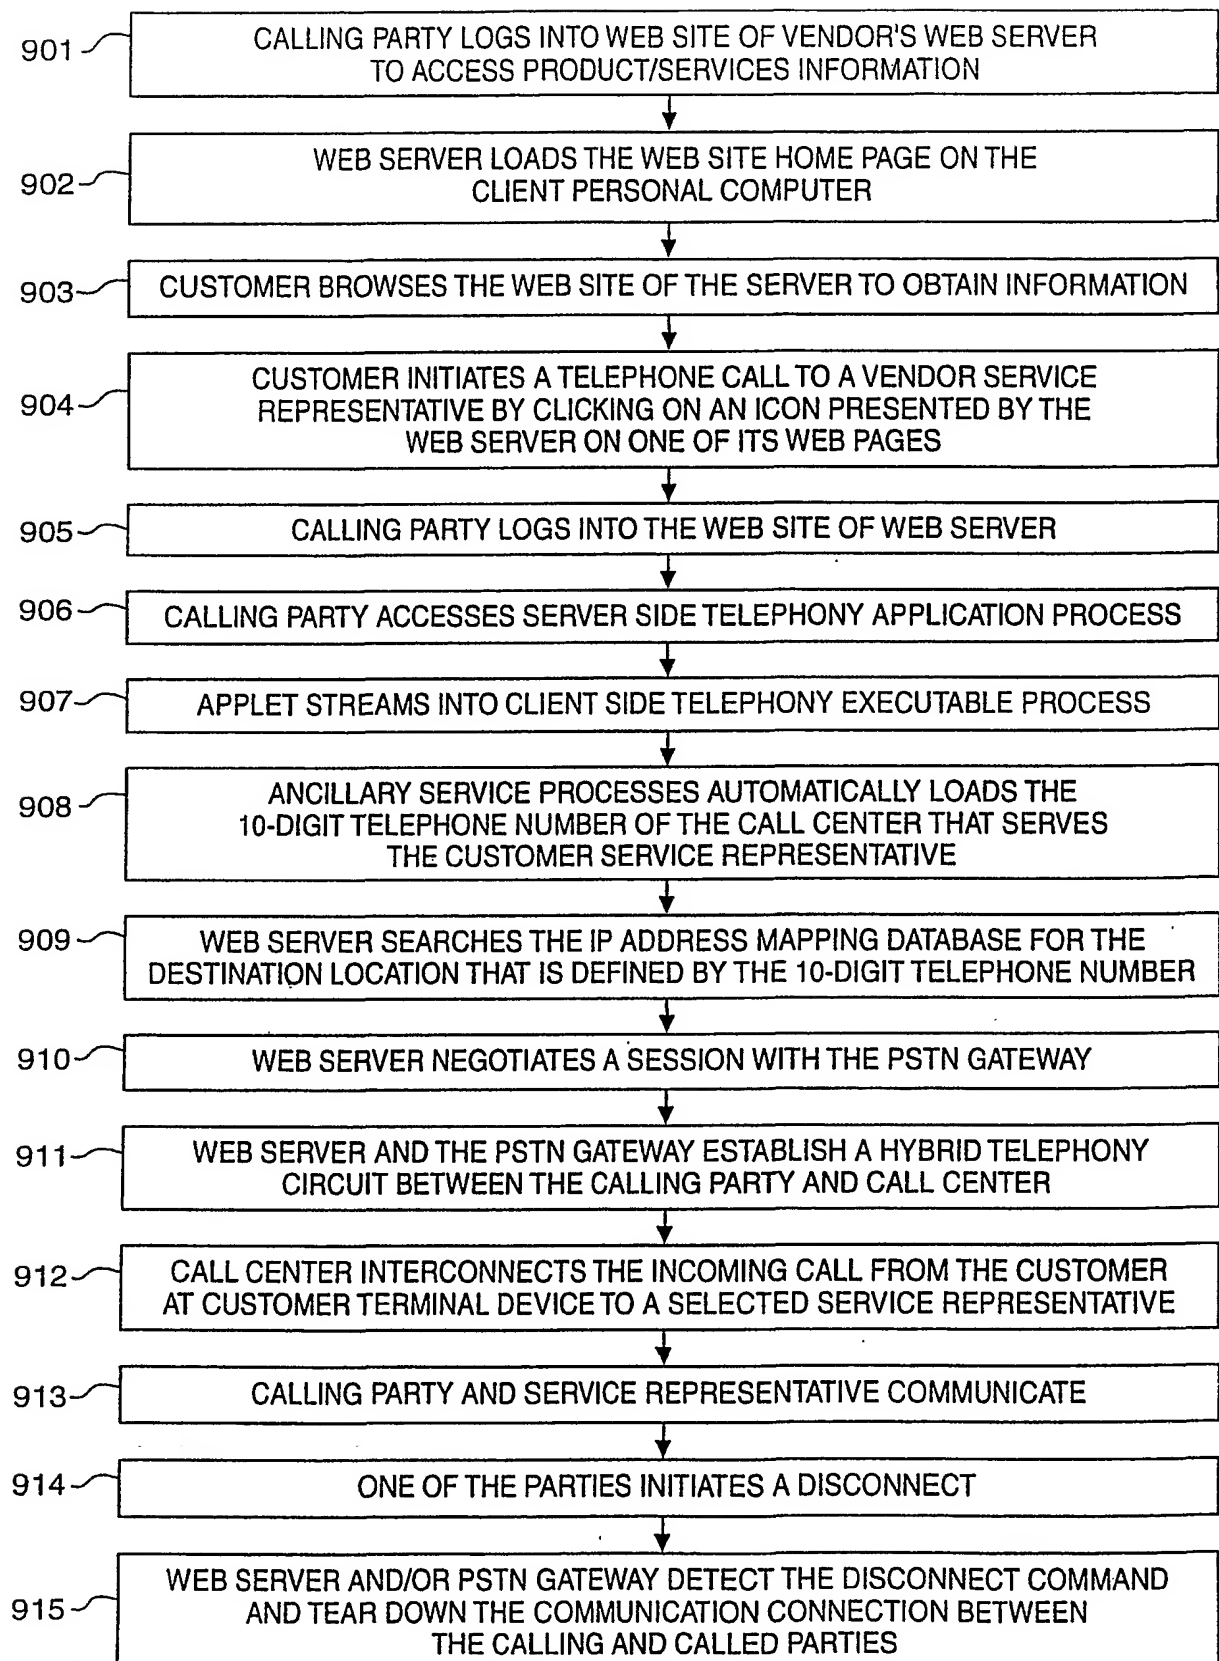 901
CALLING PARTY LOGS INTO WEB SITE OF VENDOR'S WEB SERVER
TO ACCESS PRODUCT/SERVICES INFORMATION
902
WEB SERVER LOADS THE WEB SITE HOME PAGE ON THE
CLIENT PERSONAL COMPUTER
903
CUSTOMER BROWSES THE WEB SITE OF THE SERVER TO OBTAIN INFORMATION
904
CUSTOMER INITIATES A TELEPHONE CALL TO A VENDOR SERVICE
REPRESENTATIVE BY CLICKING ON AN ICON PRESENTED BY THE
WEB SERVER ON ONE OF ITS WEB PAGES
905
CALLING PARTY LOGS INTO THE WEB SITE OF WEB SERVER
906
CALLING PARTY ACCESSES SERVER SIDE TELEPHONY APPLICATION PROCESS
907
APPLET STREAMS INTO CLIENT SIDE TELEPHONY EXECUTABLE PROCESS
908
ANCILLARY SERVICE PROCESSES AUTOMATICALLY LOADS THE
10-DIGIT TELEPHONE NUMBER OF THE CALL CENTER THAT SERVES
THE CUSTOMER SERVICE REPRESENTATIVE
909
WEB SERVER SEARCHES THE IP ADDRESS MAPPING DATABASE FOR THE
DESTINATION LOCATION THAT IS DEFINED BY THE 10-DIGIT TELEPHONE NUMBER
910
WEB SERVER NEGOTIATES A SESSION WITH THE PSTN GATEWAY
911
WEB SERVER AND THE PSTN GATEWAY ESTABLISH A HYBRID TELEPHONY
CIRCUIT BETWEEN THE CALLING PARTY AND CALL CENTER
912
CALL CENTER INTERCONNECTS THE INCOMING CALL FROM THE CUSTOMER
AT CUSTOMER TERMINAL DEVICE TO A SELECTED SERVICE REPRESENTATIVE
913
CALLING PARTY AND SERVICE REPRESENTATIVE COMMUNICATE
914
ONE OF THE PARTIES INITIATES A DISCONNECT
915
WEB SERVER AND/OR PSTN GATEWAY DETECT THE DISCONNECT COMMAND
AND TEAR DOWN THE COMMUNICATION CONNECTION BETWEEN
THE CALLING AND CALLED PARTIES